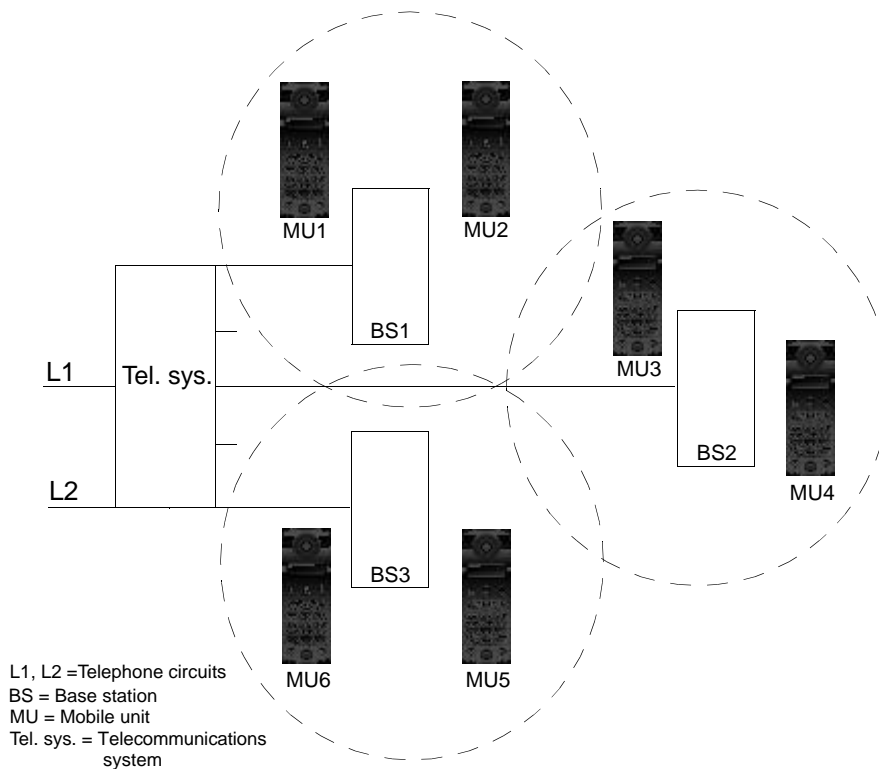 MU1
MU2
BS1
MU3
L1
Tel. sys.
BS2
L2
MU4
BS3
MU6
MU5
L1, L2 =Telephone circuits
BS = Base station
MU = Mobile unit
Tel. sys. = Telecommunications
system